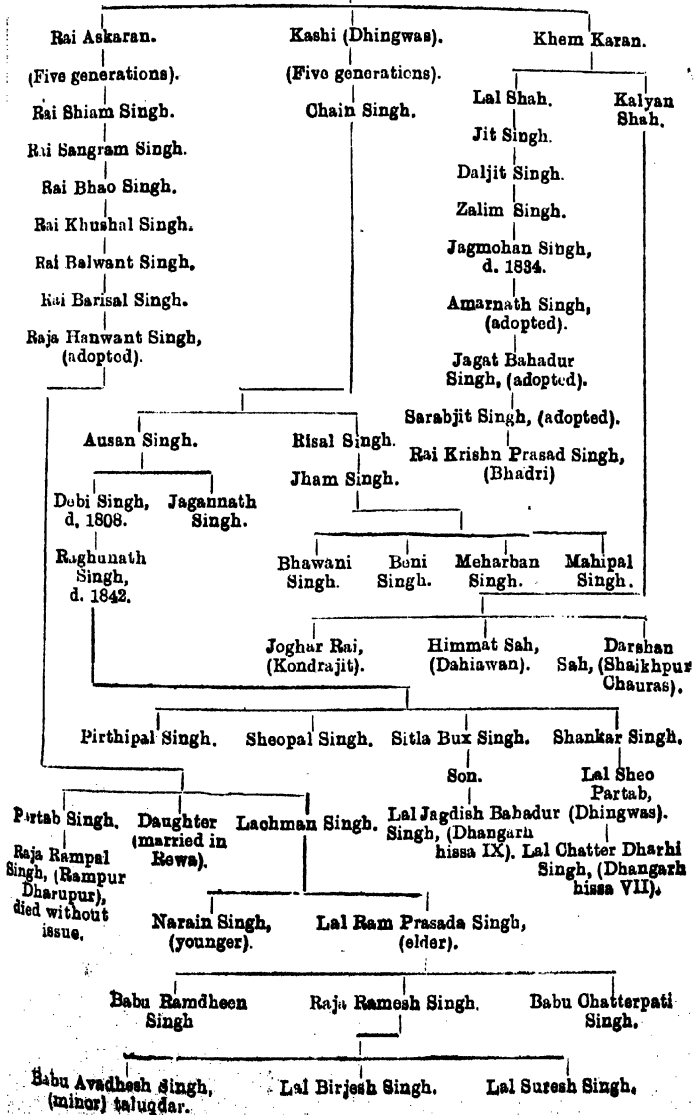 Rai Askaran.
Kashi (Dhingwas).
Khem Karan.
(Five generations).
(Five generations).
Lal Shah.
Kalyan
Shah.
Rai Shiam Singh.
Chain Singh.
Jit Singh.
Rai Sangram Singh.
Daljit Singh.
Rai Bhao Singh.
Zalim Singh.
Rai Khushal Singh.
Jagmohan Singh,
d. 1834.
Rai Balwant Singh.
Rai Barisal Singh.
Amarnath Singh,
(adopted).
Raja Hanwant Singh,
(adopted).
Jagat Bahadur
Singh, (adopted).
Sarabjit Singh, (adopted).
Ausan Singh.
Risal Singh.
Rai Krishn Prasad Singh,
(Bhadri)
Jham Singh.
Debi Singh,
d. 1808.
Jagannath
Singh.
Raghunath
Singh,
d. 1842.
Bhawani
Singh.
Beni
Singh.
Meharban
Singh.
Mahipal
Singh.
Joghar Rai,
(Kondrajit).
Himmat Sah,
(Dahiawan).
Darshan
Sah, (Shaikhpur
Chauras).
Pirthipal Singh.
Sheopal Singh.
Sitla Bux Singh.
Shankar Singh.
Son.
Lal Sheo
Partab,
(Dhingwas).
Lal Jagdish Bahadur
Singh, (Dhangarh
hissa IX).
Lal Chatter Dharhi
Singh, (Dhangarh
hissa VII).
Partab Singh.
Daughter
(married in
Rewa).
Lachman Singh.
Raja Rampal
Singh, (Rampur
Dharupur),
died without
issue.
Narain Singh,
(younger).
Lal Ram Prasada Singh,
(elder).
Babu Ramdheen
Singh
Raja Ramesh Singh.
Babu Chatterpati
Singh.
Babu Avadhesh Singh,
(minor) taluqdar.
Lal Birjesh Singh.
Lal Suresh Singh.